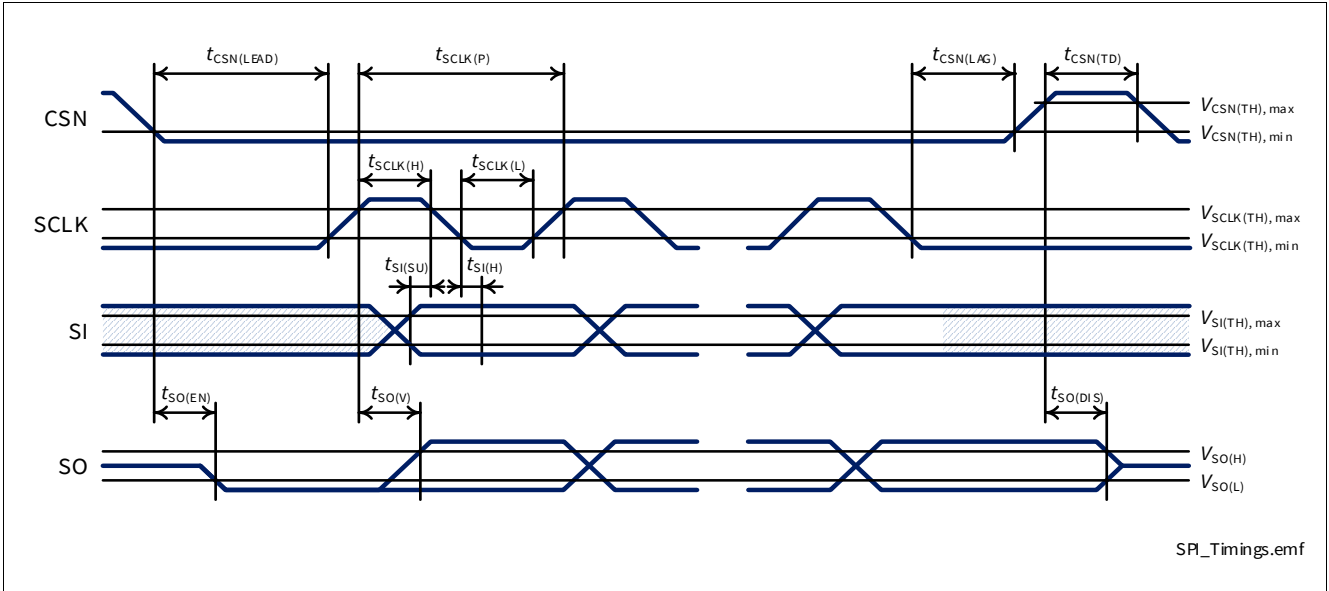 tCSN(LEAD) tSCLK(P) tCSN(LAG) tCSN(TD)
CSN
VCSN(TH), max
VCSN(TH), min
tSCLK(H) tSCLK(L)
SCLK
VSCLK(TH), max
VSCLK(TH), min
tSI(SU) tSI(H)
SI
VSI(TH), max
VSI(TH), min
tSO(EN) tSO(V) tSO(DIS)
SO
VSO(H)
VSO(L)
SPI_Timings.emf